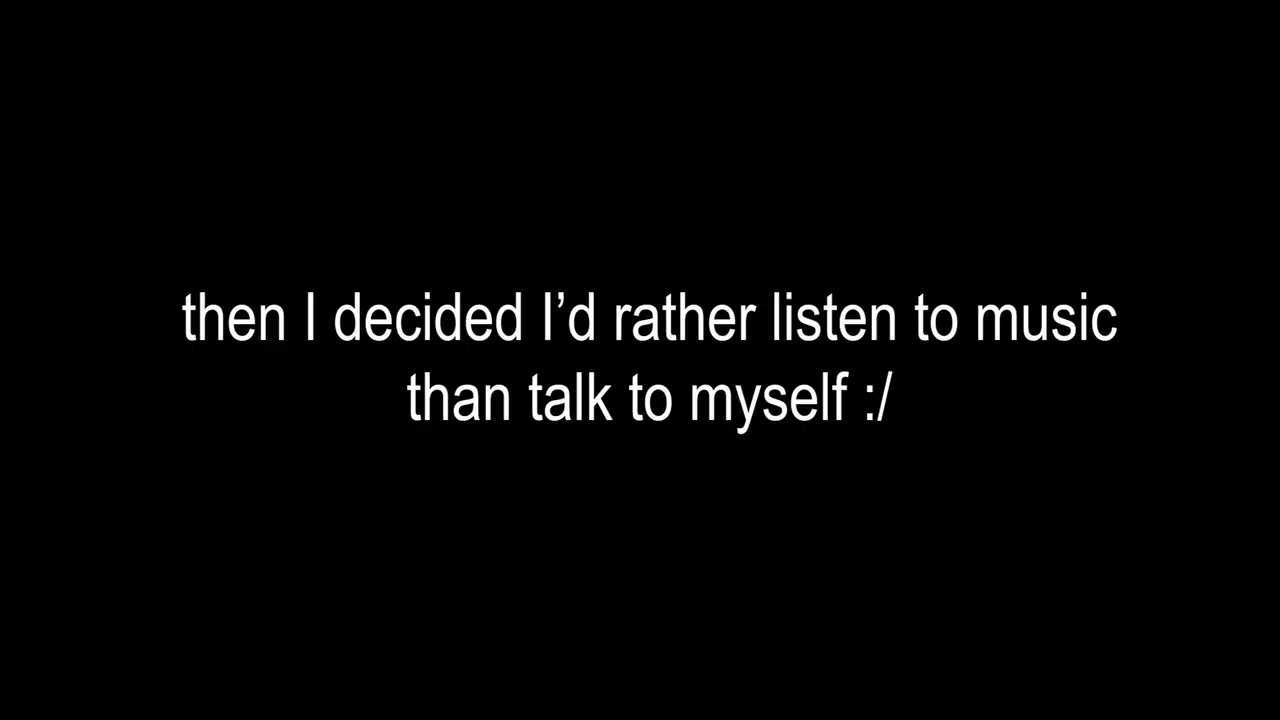 then I decided I’d rather listen to music
than talk to myself :/